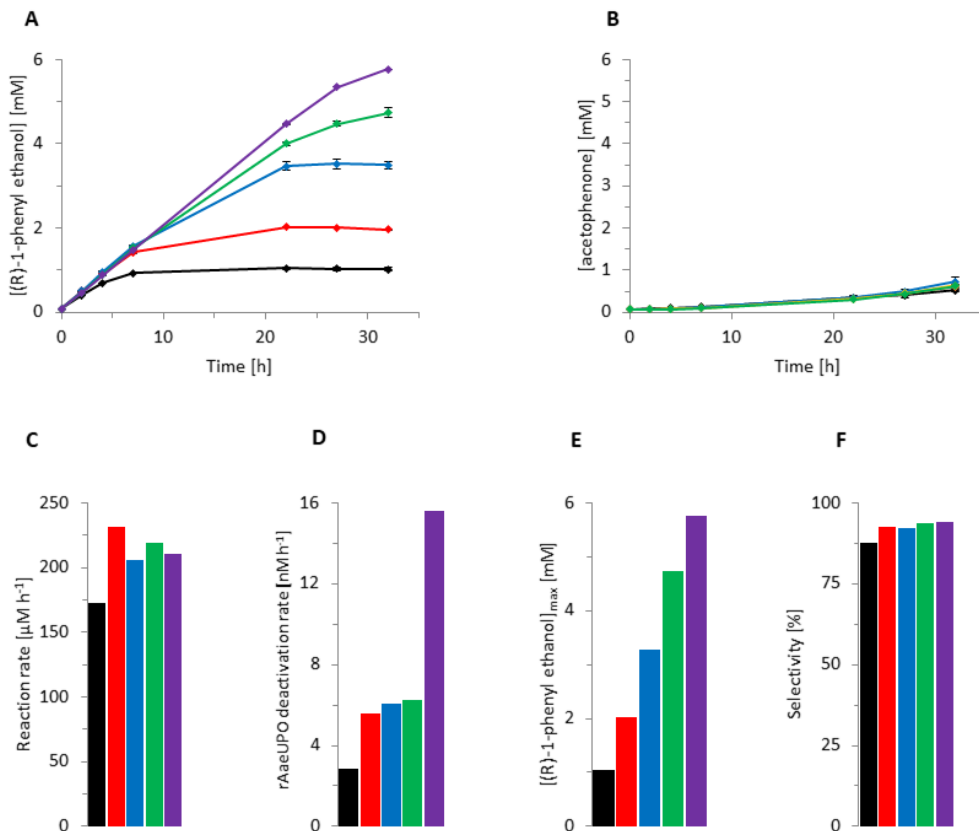 A
[(R)-1-phenyl ethanol] [mM]
6
4
2
0
0 10 20 30
Time [h]
B
[acetophenone] [mM]
6
5
4
3
2
1
0
0 10 20 30
Time [h]
C
Reaction rate [µM h-1]
250
200
150
100
50
0
D
rAaeUPO deactivation rate [nM h-1]
16
12
8
4
0
E
[(R)-1-phenyl ethanol]max [mM]
6
4
2
0
F
Selectivity [%]
100
75
50
25
0